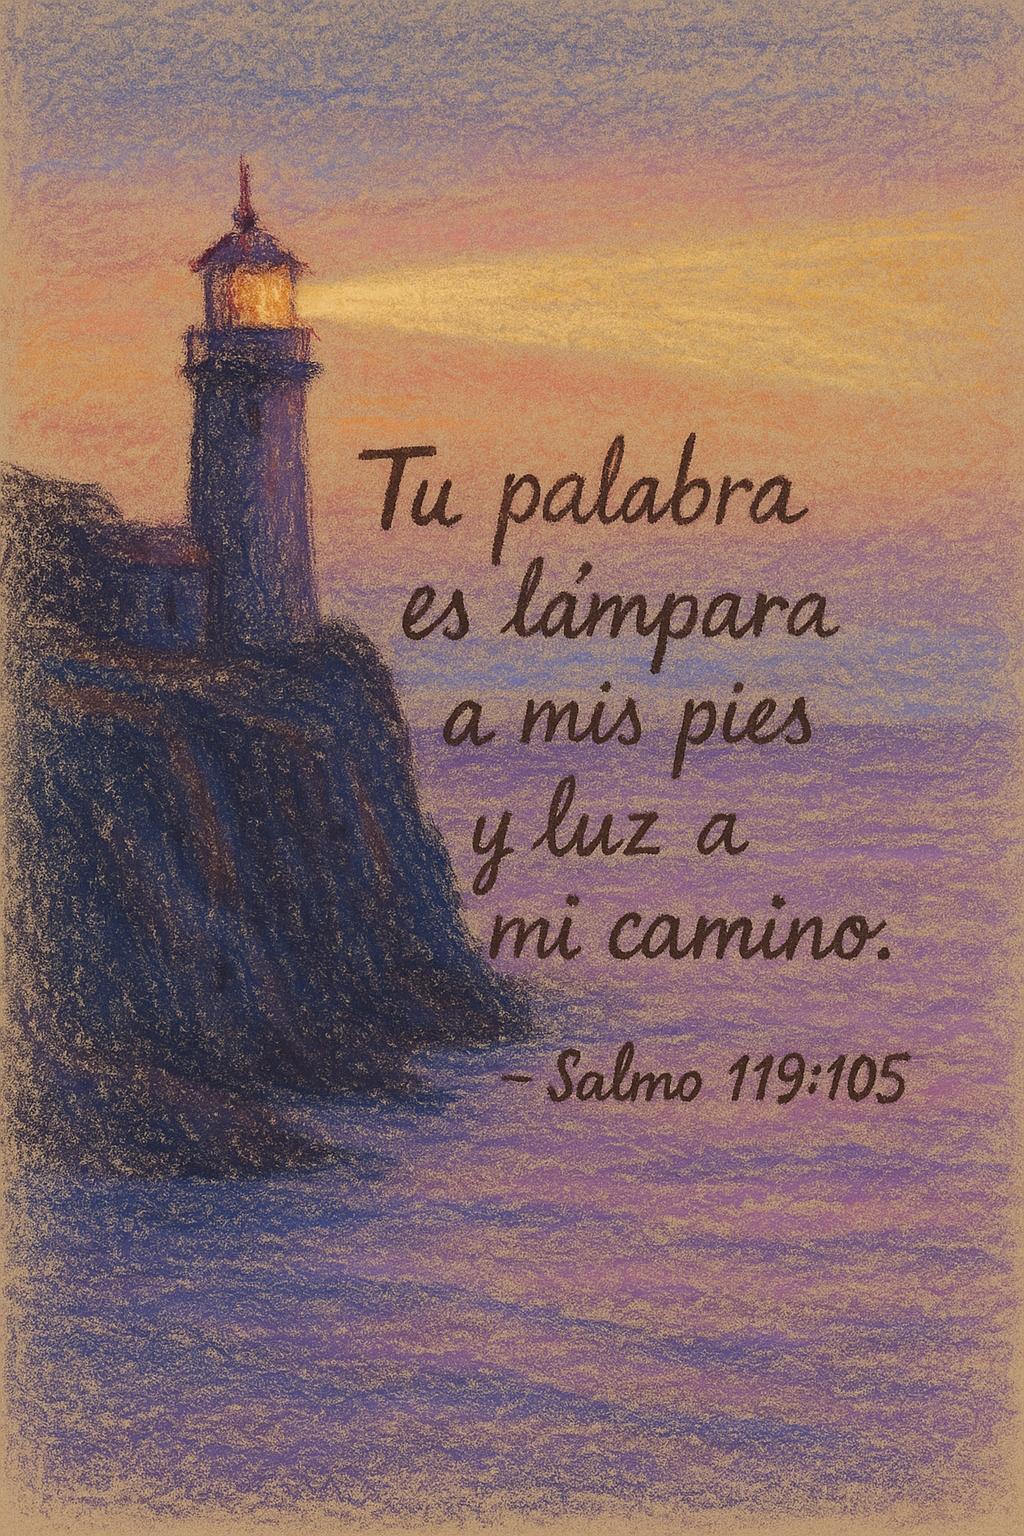 Tu palabra
es lámpara
a mis pies
y luz a
mi camino.
– Salmo 119:105